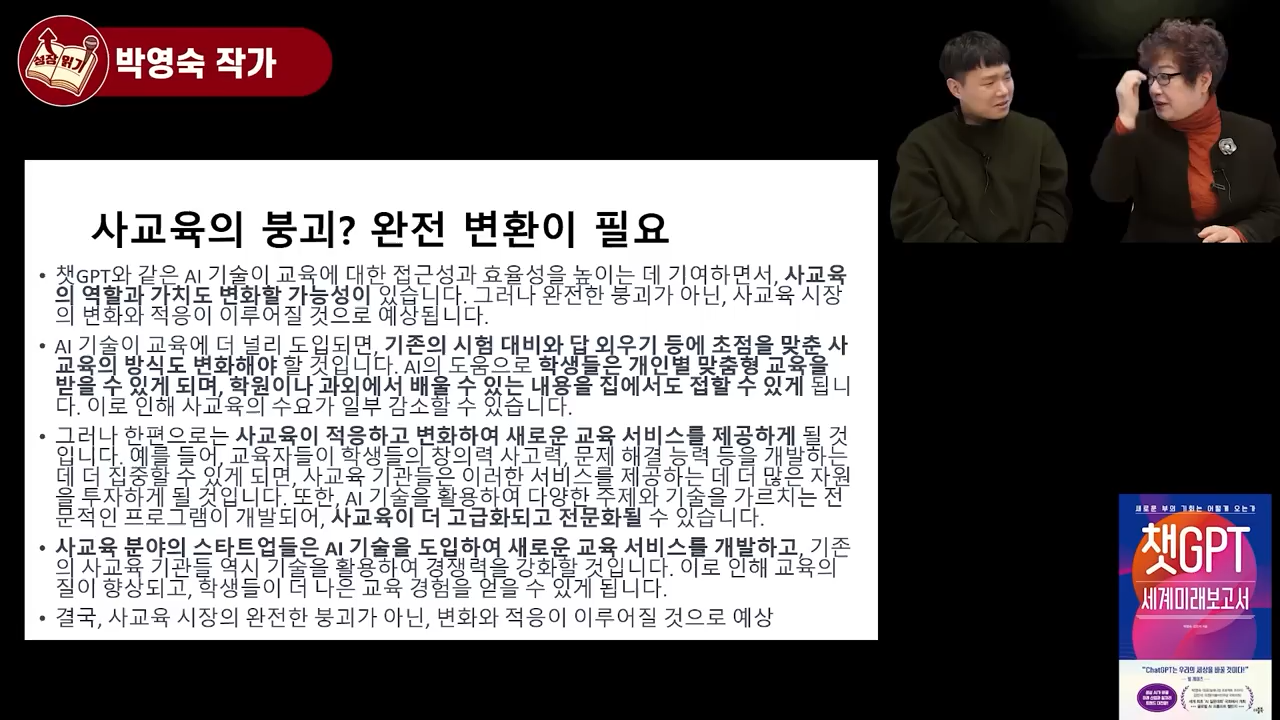 성장 읽기
박영숙 작가
사교육의 붕괴? 완전 변환이 필요
• 챗GPT와 같은 AI 기술이 교육에 대한 접근성과 효율성을 높이는 데 기여하면서, 사교육
의 역할과 가치도 변화할 가능성이 있습니다. 그러나 완전한 붕괴가 아닌, 사교육 시장
의 변화와 적응이 이루어질 것으로 예상됩니다.
• AI 기술이 교육에 더 널리 도입되면, 기존의 시험 대비와 답 외우기 등에 초점을 맞춘 사
교육의 방식도 변화해야 할 것입니다. AI의 도움으로 학생들은 개인별 맞춤형 교육을
받을 수 있게 되며, 학원이나 과외에서 배울 수 있는 내용을 집에서도 접할 수 있게 됩니
다. 이로 인해 사교육의 수요가 일부 감소할 수 있습니다.
• 그러나 한편으로는 사교육이 적응하고 변화하여 새로운 교육 서비스를 제공하게 될 것
입니다. 예를 들어, 교육자들이 학생들의 창의력 사고력, 문제 해결 능력 등을 개발하는
데 더 집중할 수 있게 되면, 사교육 기관들은 이러한 서비스를 제공하는 데 더 많은 자원
을 투자하게 될 것입니다. 또한, AI 기술을 활용하여 다양한 주제와 기술을 가르치는 전
문적인 프로그램이 개발되어, 사교육이 더 고급화되고 전문화될 수 있습니다.
• 사교육 분야의 스타트업들은 AI 기술을 도입하여 새로운 교육 서비스를 개발하고, 기존
의 사교육 기관들 역시 기술을 활용하여 경쟁력을 강화할 것입니다. 이로 인해 교육의
질이 향상되고, 학생들이 더 나은 교육 경험을 얻을 수 있게 됩니다.
• 결국, 사교육 시장의 완전한 붕괴가 아닌, 변화와 적응이 이루어질 것으로 예상
새로운 부의 기회는 어떻게 오는가
챗GPT
세계미래보고서
"ChatGPT는 우리의 세상을 바꿀 것이다!"
— 빌 게이츠 —